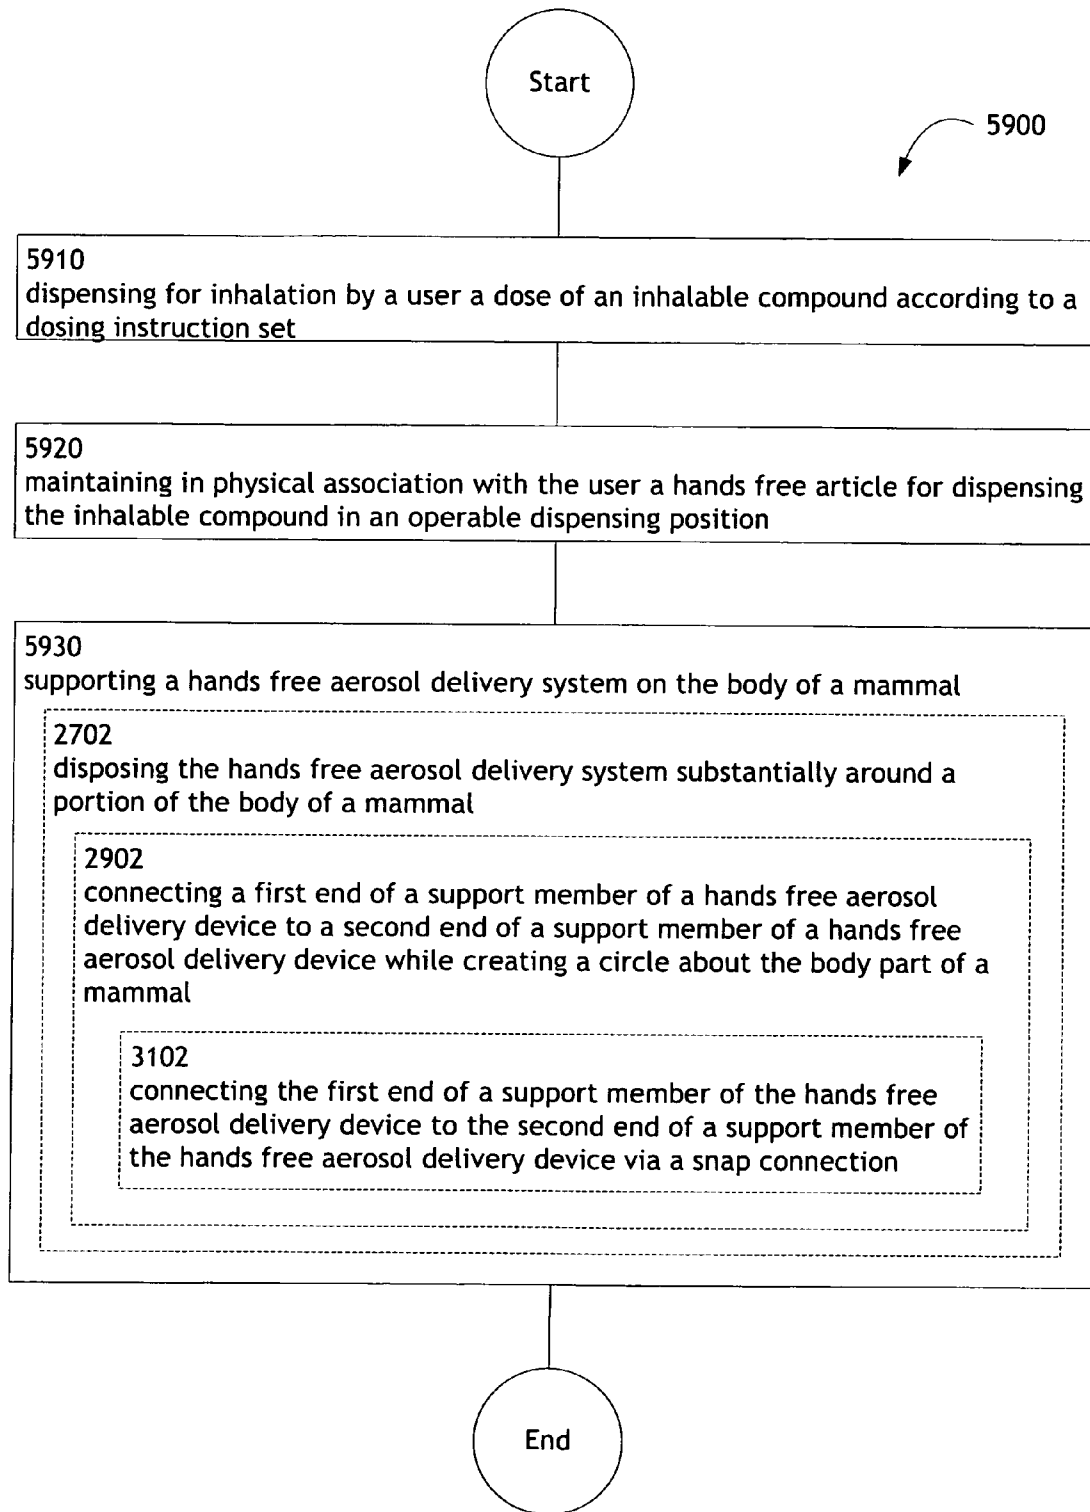 Start
5900
5910
dispensing for inhalation by a user a dose of an inhalable compound according to a
dosing instruction set
5920
maintaining in physical association with the user a hands free article for dispensing
the inhalable compound in an operable dispensing position
5930
supporting a hands free aerosol delivery system on the body of a mammal
2702
disposing the hands free aerosol delivery system substantially around a
portion of the body of a mammal
2902
connecting a first end of a support member of a hands free aerosol
delivery device to a second end of a support member of a hands free
aerosol delivery device while creating a circle about the body part of a
mammal
3102
connecting the first end of a support member of the hands free
aerosol delivery device to the second end of a support member of
the hands free aerosol delivery device via a snap connection
End